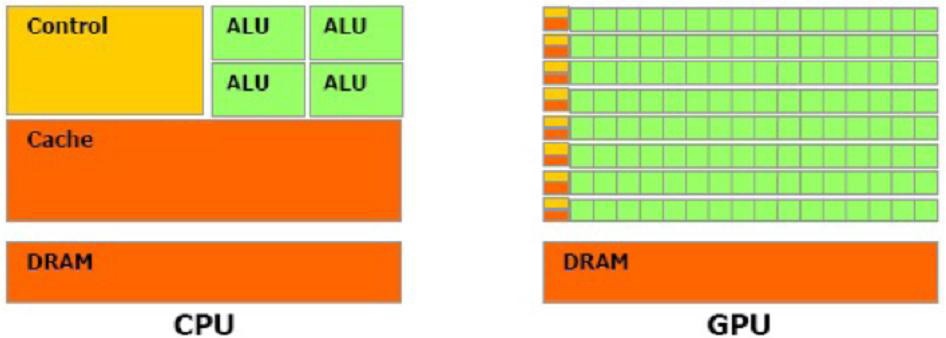 Control
ALU ALU
ALU ALU
Cache
DRAM
CPU
DRAM
GPU